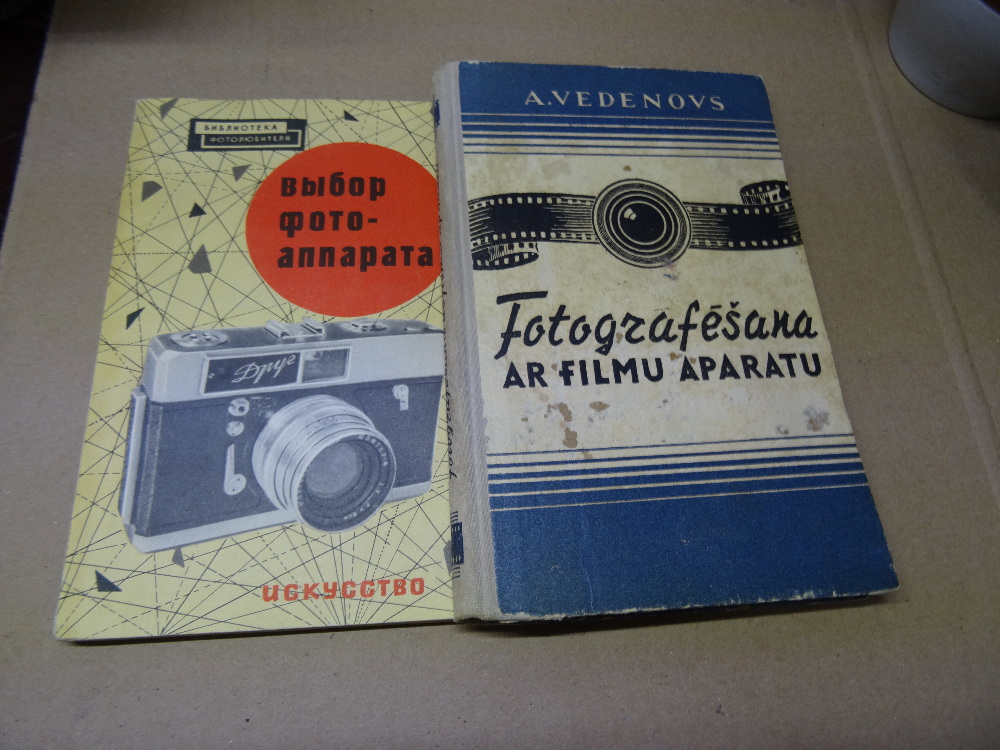 БИБЛИОТЕКА
ФОТОЛЮБИТЕЛЯ
выбор
фото-
аппарата
Друг
искусство
A. VEDENOVS
Fotografēšana
AR FILMU APARATU